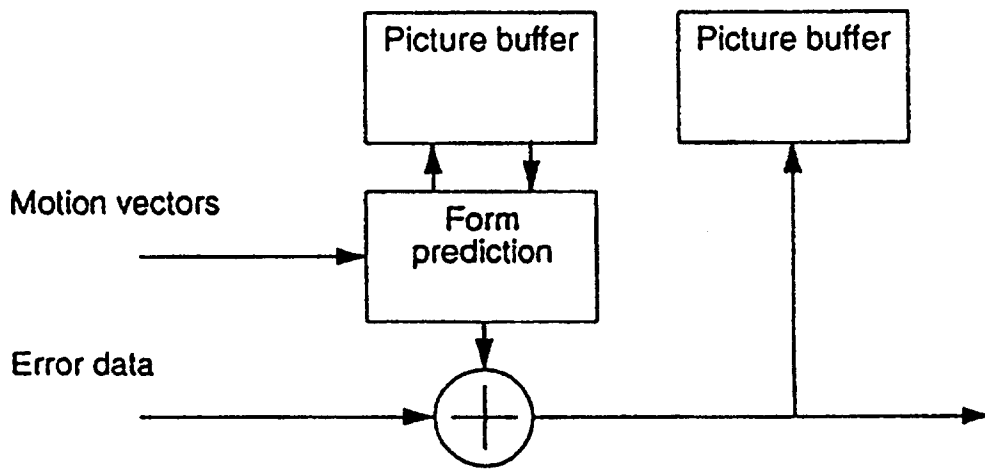 Picture buffer
Picture buffer
Motion vectors
Form
prediction
Error data